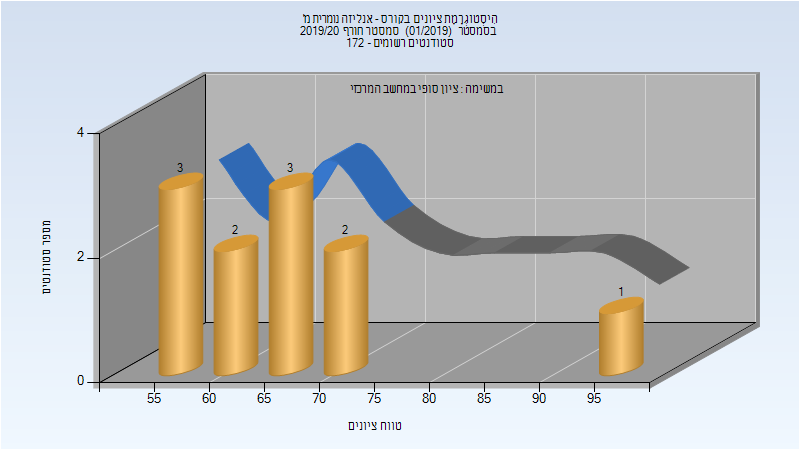 היסטוגרמת ציונים בקורס - אנליזה נומרית מ'
בסמסטר (01/2019) סמסטר חורף 2019/20
סטודנטים רשומים - 172
במשימה : ציון סופי במחשב המרכזי
4
2
0
מספר סטודנטים
3
2
3
2
1
55 60 65 70 75 80 85 90 95
טווח ציונים